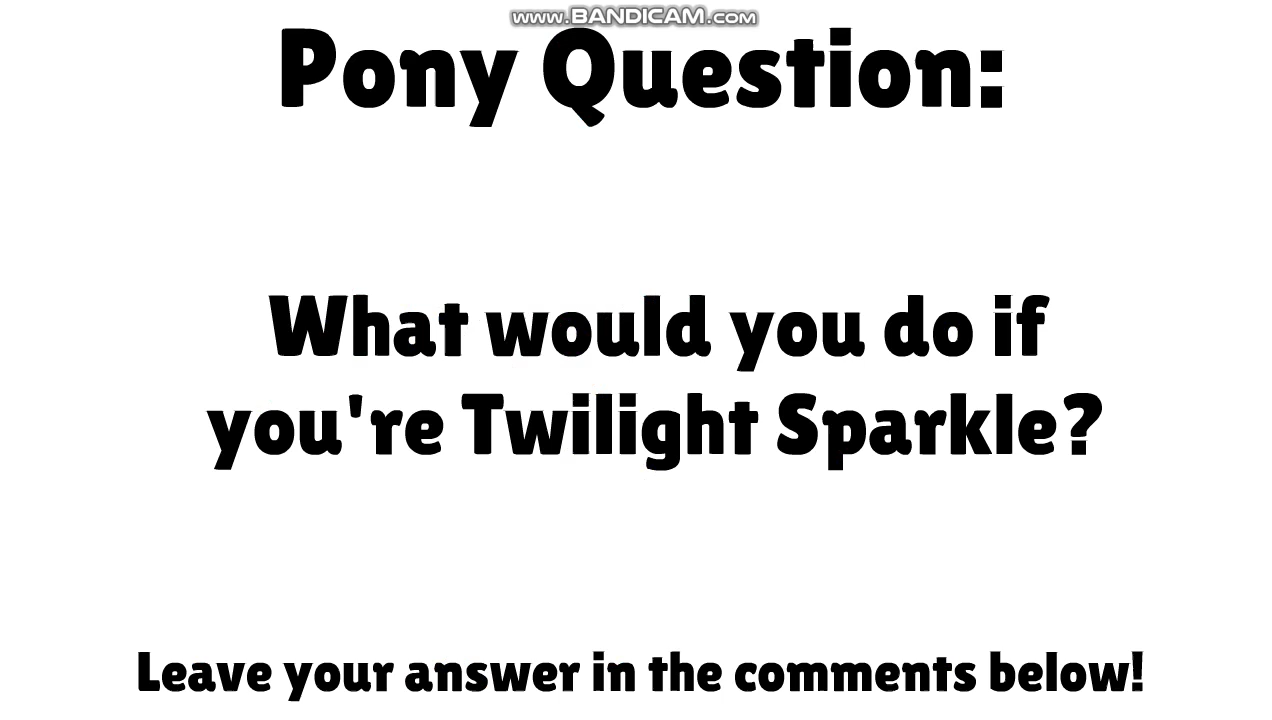 www.BANDICAM.com
Pony Question:
What would you do if
you're Twilight Sparkle?
Leave your answer in the comments below!